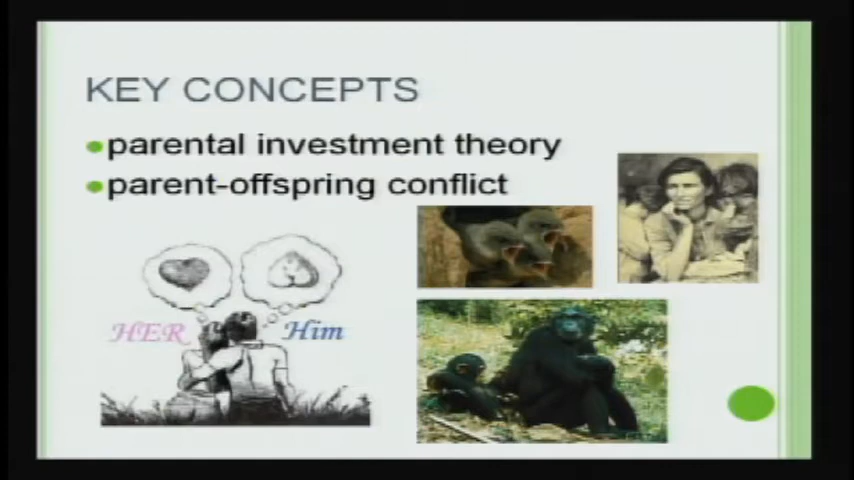 KEY CONCEPTS
parental investment theory
parent-offspring conflict
HER
Him